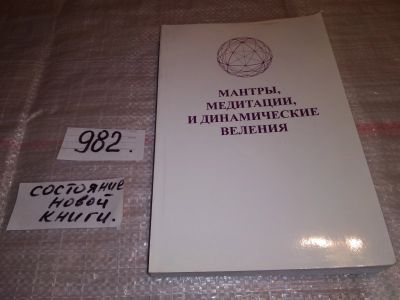 МАНТРЫ,
МЕДИТАЦИИ,
И ДИНАМИЧЕСКИЕ
ВЕЛЕНИЯ
982.
состояние
новой
книги.